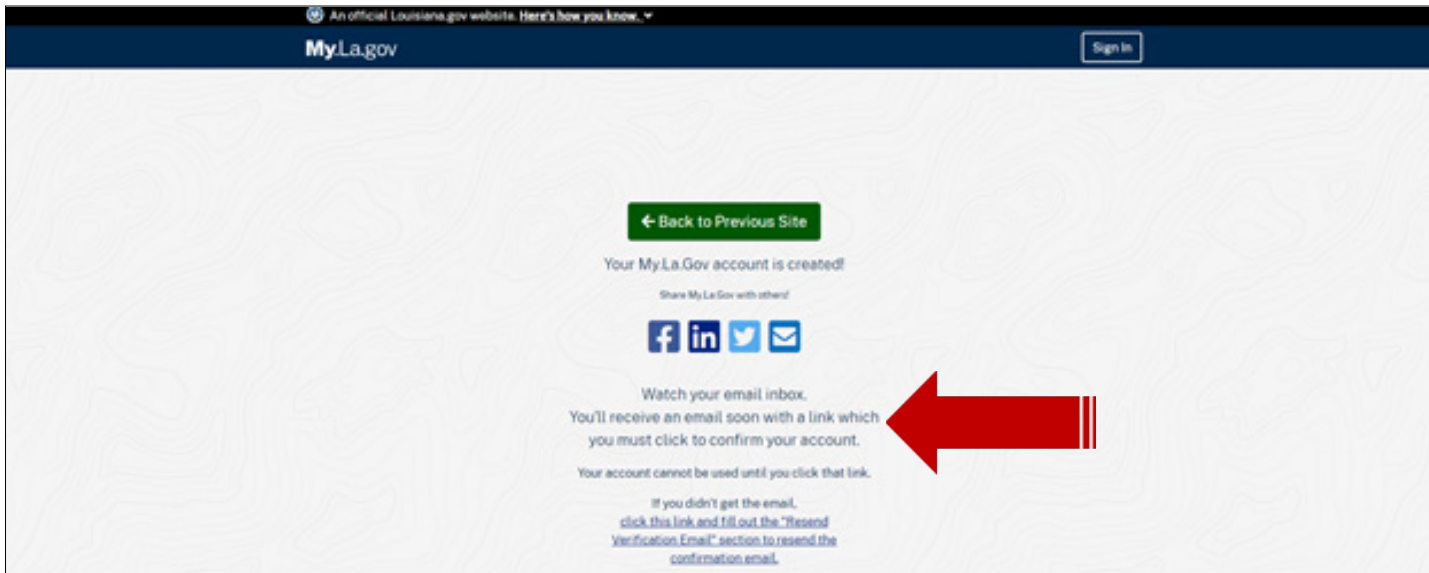 An official Louisiana.gov website. Here's how you know.
My.La.gov
Sign In
Back to Previous Site
Your My.La.Gov account is created!
Share My.La.Gov with others!
Watch your email inbox.
You'll receive an email soon with a link which
you must click to confirm your account.
Your account cannot be used until you click that link.
If you didn't get the email,
click this link and fill out the "Resend
Verification Email" section to resend the
confirmation email.